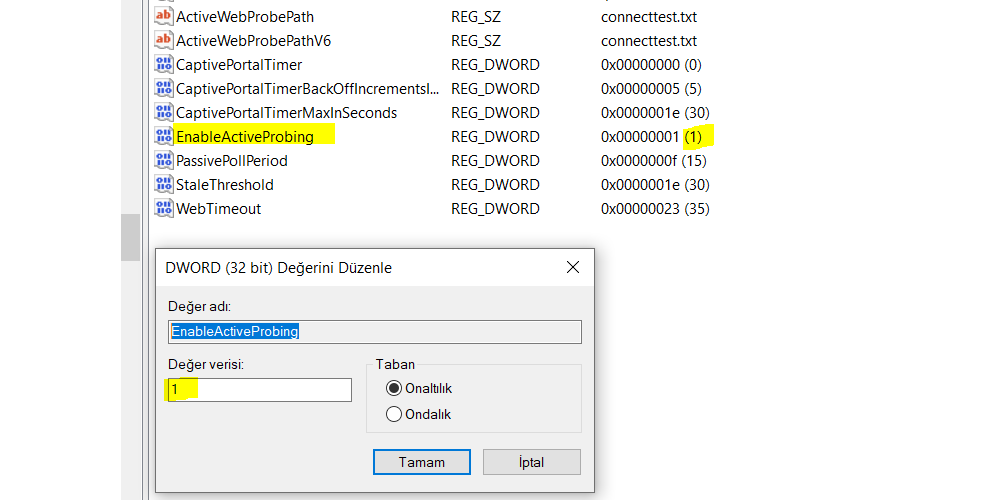 ActiveWebProbePath REG_SZ connecttest.txt
ActiveWebProbePathV6 REG_SZ connecttest.txt
CaptivePortalTimer REG_DWORD 0x00000000 (0)
CaptivePortalTimerBackOffIncrementsI... REG_DWORD 0x00000005 (5)
CaptivePortalTimerMaxInSeconds REG_DWORD 0x0000001e (30)
EnableActiveProbing REG_DWORD 0x00000001 (1)
PassivePollPeriod REG_DWORD 0x0000000f (15)
StaleThreshold REG_DWORD 0x0000001e (30)
WebTimeout REG_DWORD 0x00000023 (35)
DWORD (32 bit) Değerini Düzenle
Değer adı:
EnableActiveProbing
Değer verisi:
1
Taban
Onaltılık
Ondalık
Tamam İptal